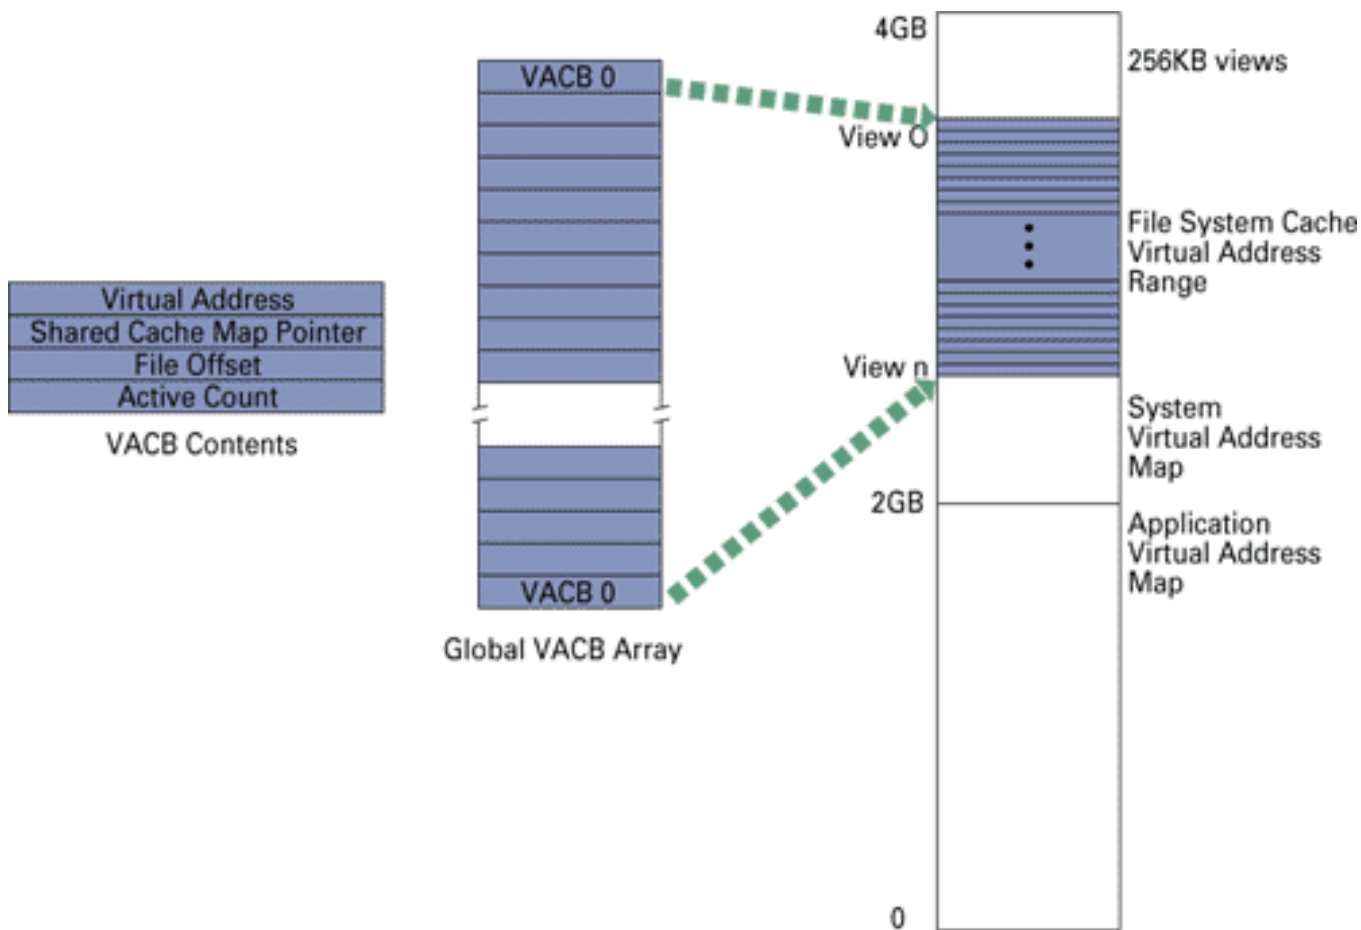 Virtual Address
Shared Cache Map Pointer
File Offset
Active Count
VACB Contents
VACB 0
VACB 0
Global VACB Array
4GB
256KB views
View O
File System Cache
Virtual Address
Range
View n
System
Virtual Address
Map
2GB
Application
Virtual Address
Map
0